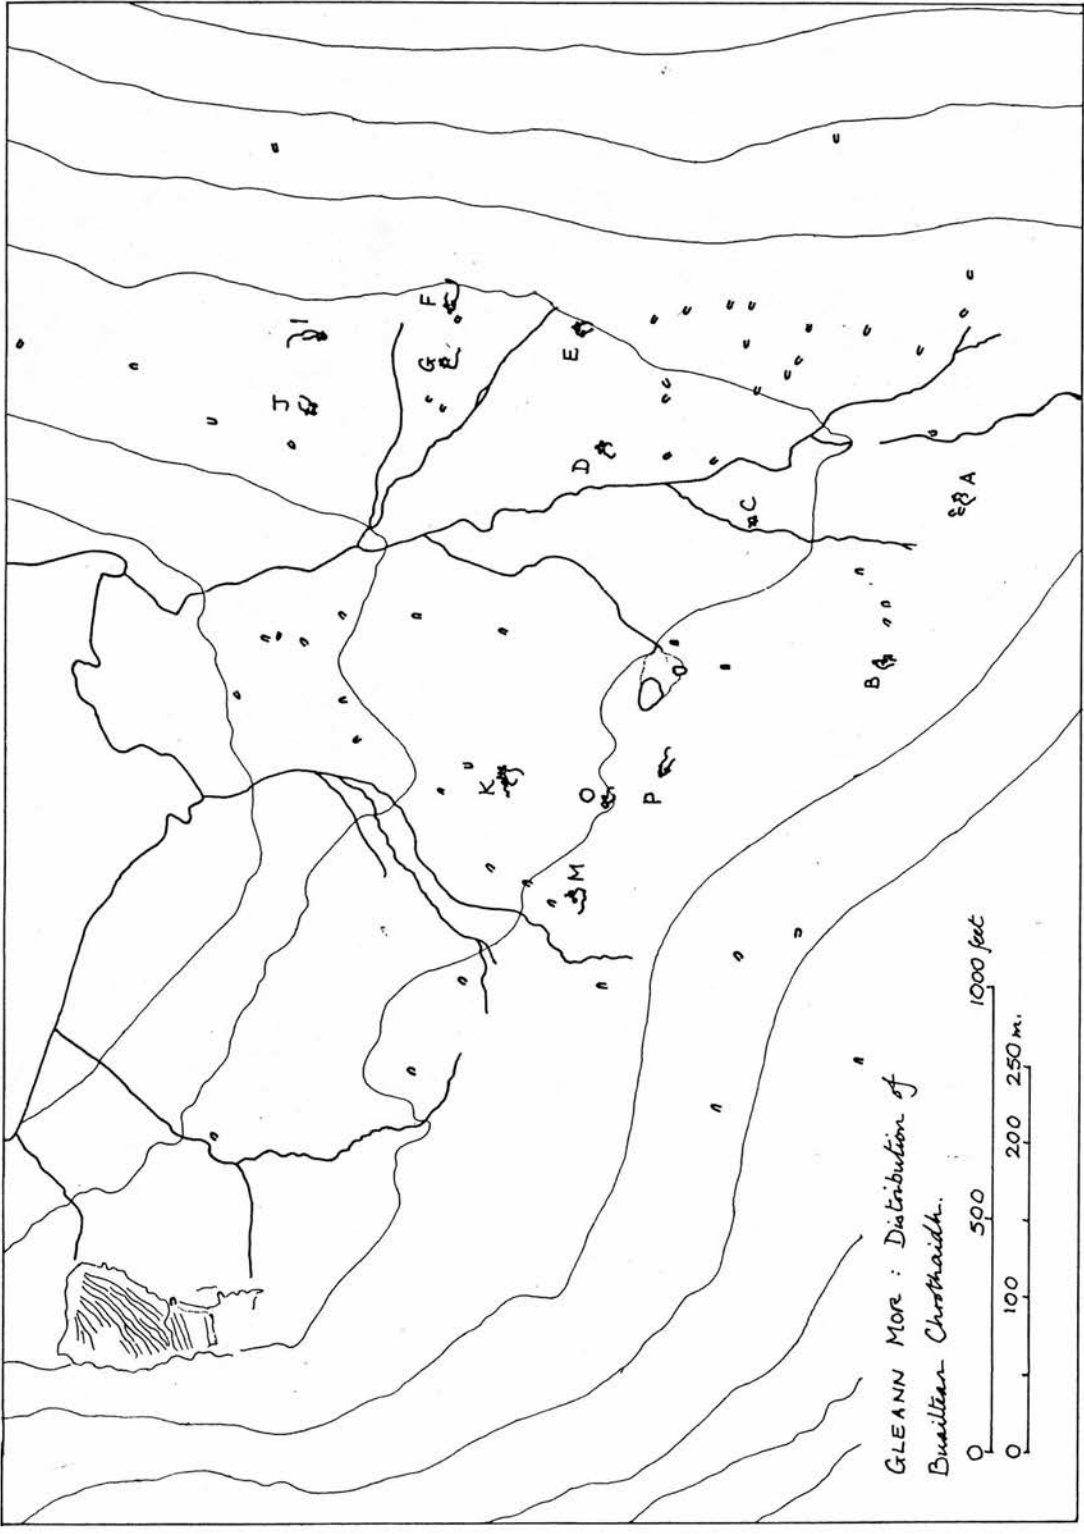 J
I
G
F
K
M
O
D
E
P
C
B
A
GLEANN MOR : Distribution of
Buailtean Chrothaidh.
0 500 1000 feet
0 100 200 250 m.